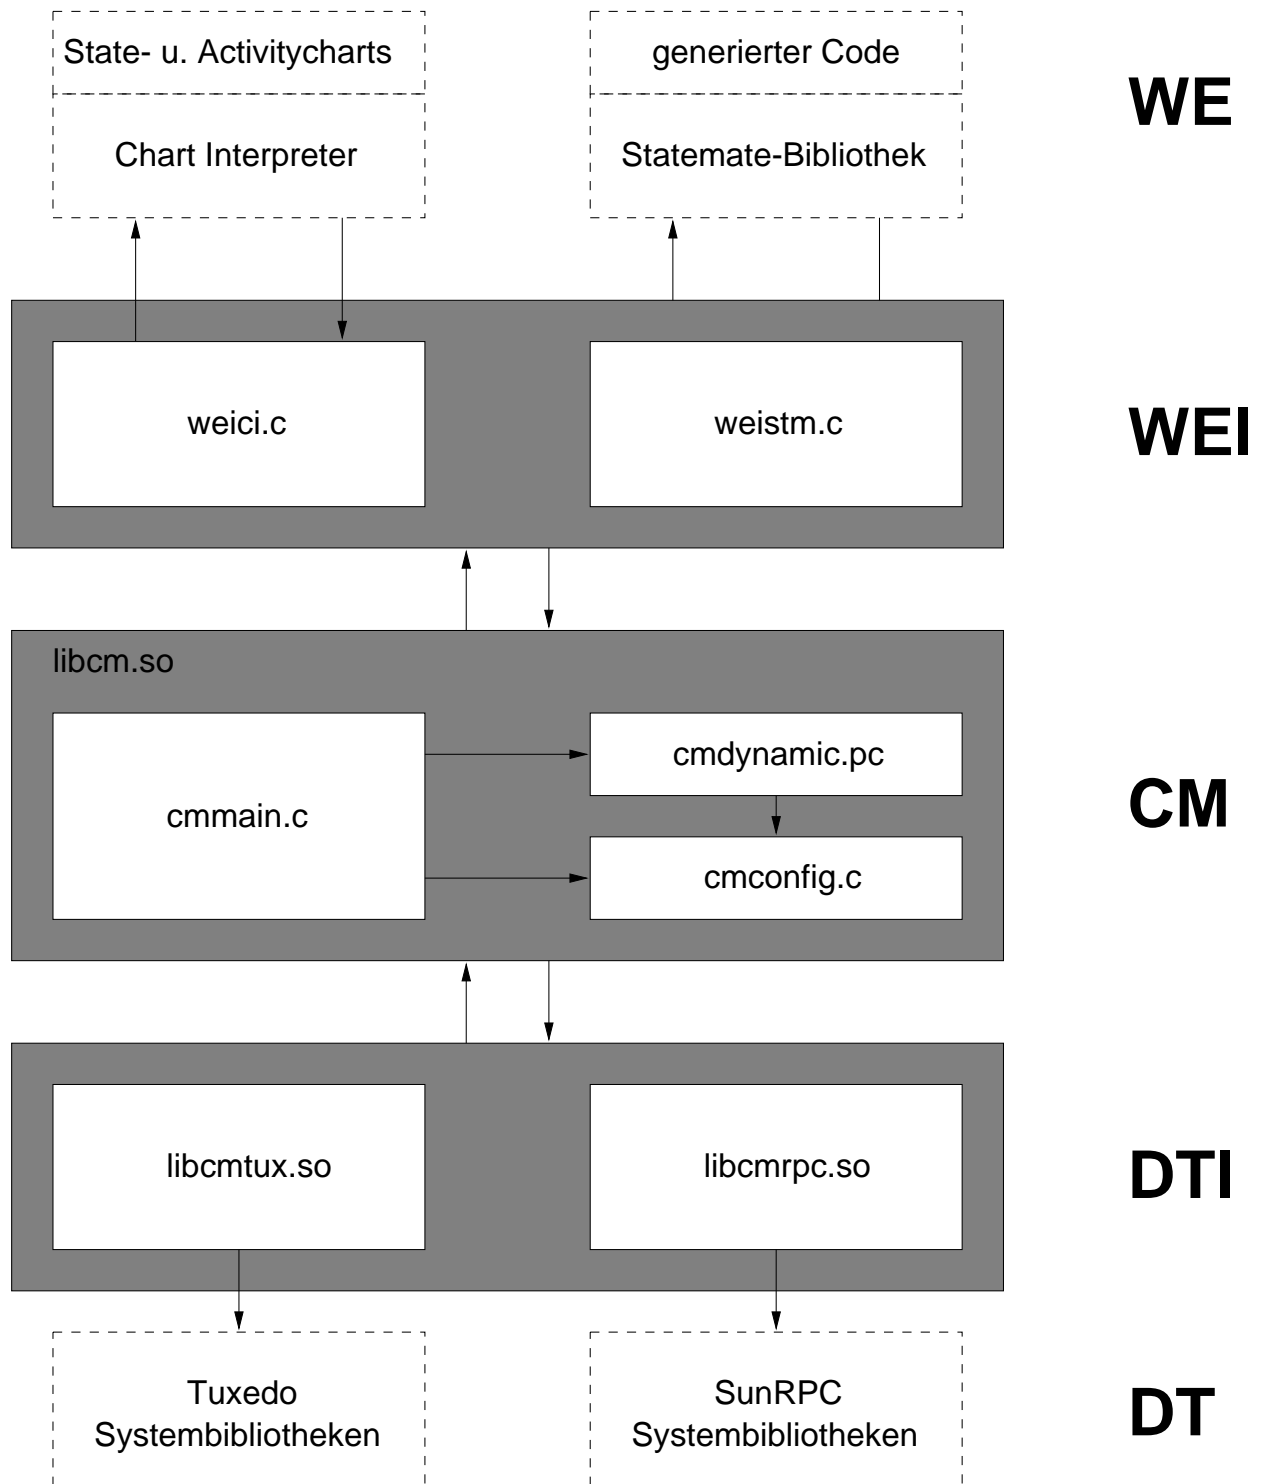 State- u. Activitycharts
generierter Code
WE
Chart Interpreter
Statemate-Bibliothek
weici.c
weistm.c
WEI
libcm.so
cmdynamic.pc
cmmain.c
CM
cmconfig.c
libcmtux.so
libcmrpc.so
DTI
Tuxedo
Systembibliotheken
SunRPC
Systembibliotheken
DT